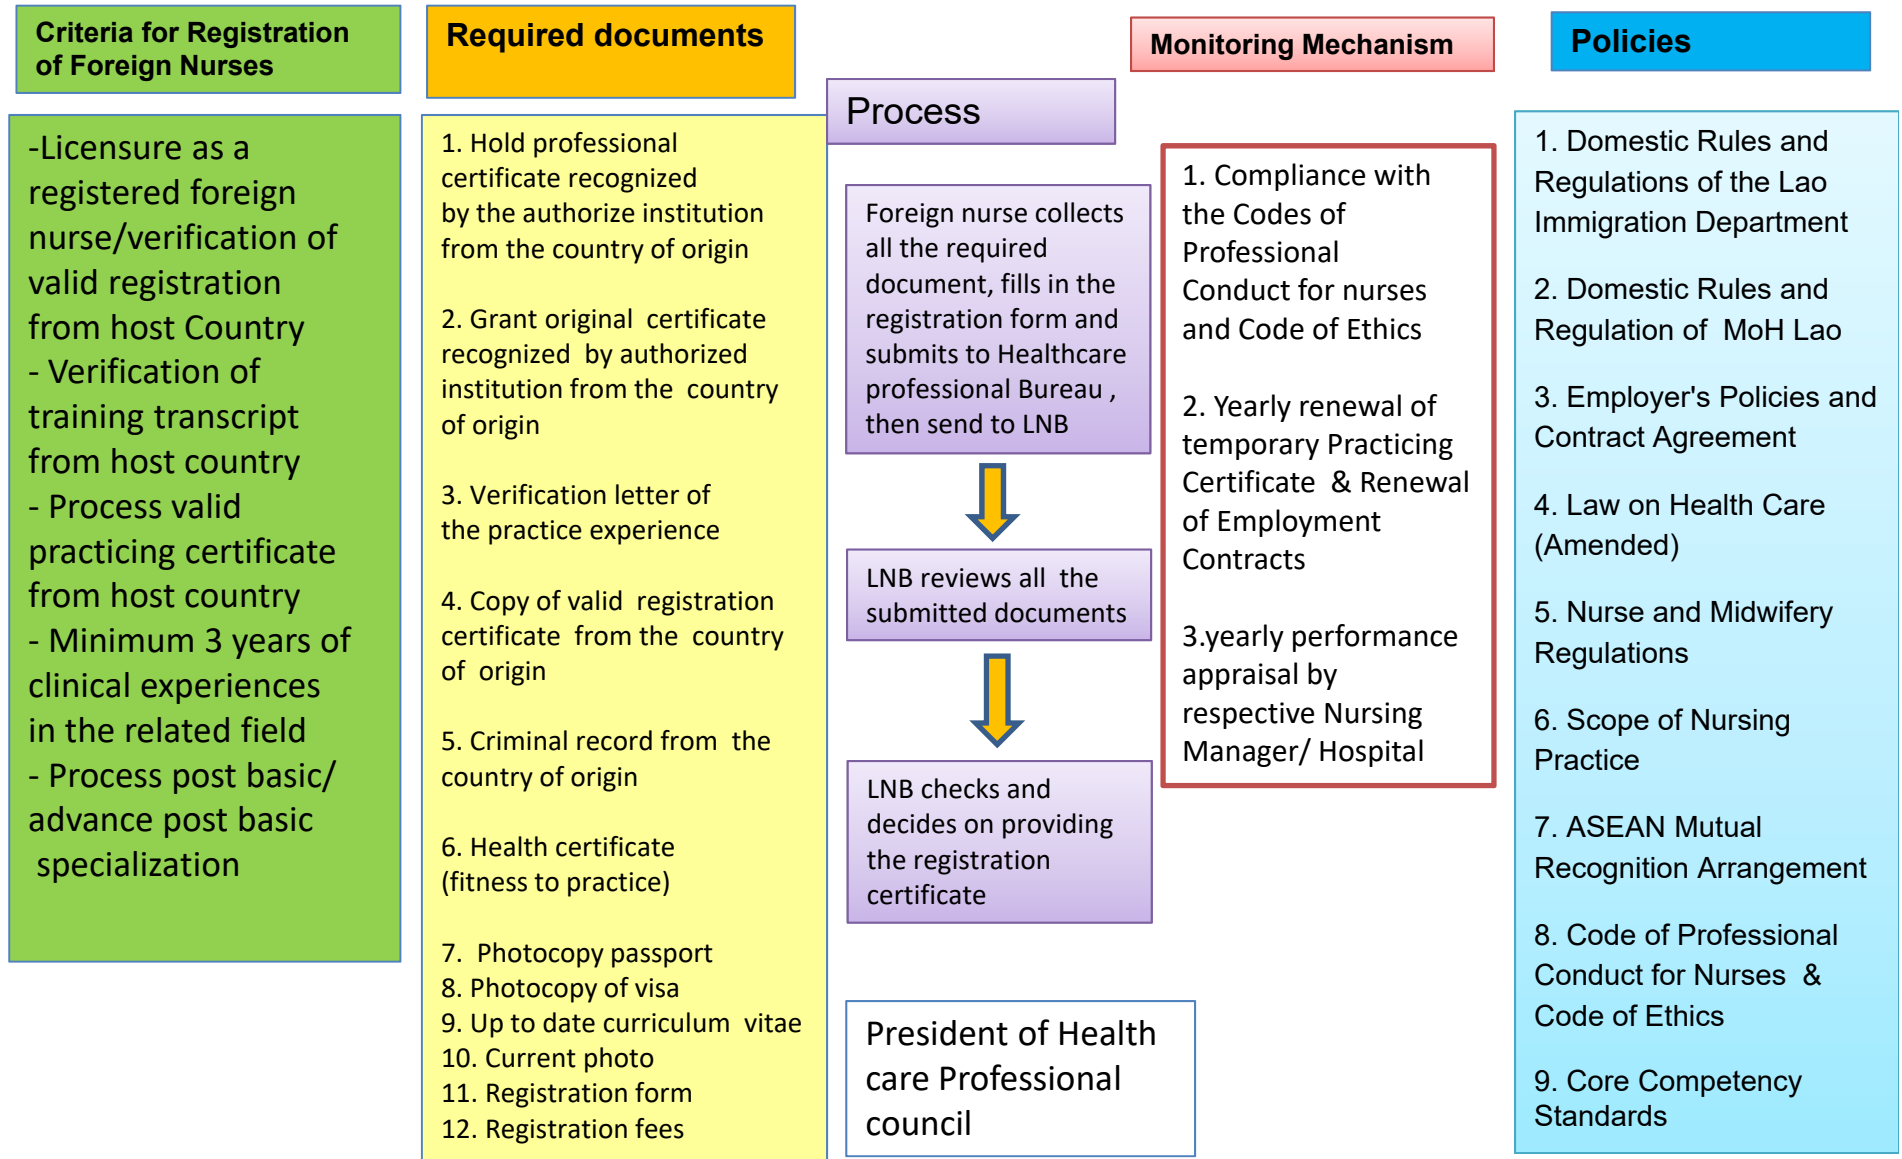 Criteria for Registration
of Foreign Nurses
-Licensure as a
registered foreign
nurse/verification of
valid registration
from host Country
- Verification of
training transcript
from host country
- Process valid
practicing certificate
from host country
- Minimum 3 years of
clinical experiences
in the related field
- Process post basic/
advance post basic
specialization
Required documents
1. Hold professional
certificate recognized
by the authorize institution
from the country of origin
2. Grant original certificate
recognized by authorized
institution from the country
of origin
3. Verification letter of
the practice experience
4. Copy of valid registration
certificate from the country
of origin
5. Criminal record from the
country of origin
6. Health certificate
(fitness to practice)
7. Photocopy passport
8. Photocopy of visa
9. Up to date curriculum vitae
10. Current photo
11. Registration form
12. Registration fees
Process
Foreign nurse collects
all the required
document, fills in the
registration form and
submits to Healthcare
professional Bureau ,
then send to LNB
LNB reviews all the
submitted documents
LNB checks and
decides on providing
the registration
certificate
President of Health
care Professional
council
Monitoring Mechanism
1. Compliance with
the Codes of
Professional
Conduct for nurses
and Code of Ethics
2. Yearly renewal of
temporary Practicing
Certificate & Renewal
of Employment
Contracts
3.yearly performance
appraisal by
respective Nursing
Manager/ Hospital
Policies
1. Domestic Rules and
Regulations of the Lao
Immigration Department
2. Domestic Rules and
Regulation of MoH Lao
3. Employer's Policies and
Contract Agreement
4. Law on Health Care
(Amended)
5. Nurse and Midwifery
Regulations
6. Scope of Nursing
Practice
7. ASEAN Mutual
Recognition Arrangement
8. Code of Professional
Conduct for Nurses &
Code of Ethics
9. Core Competency
Standards